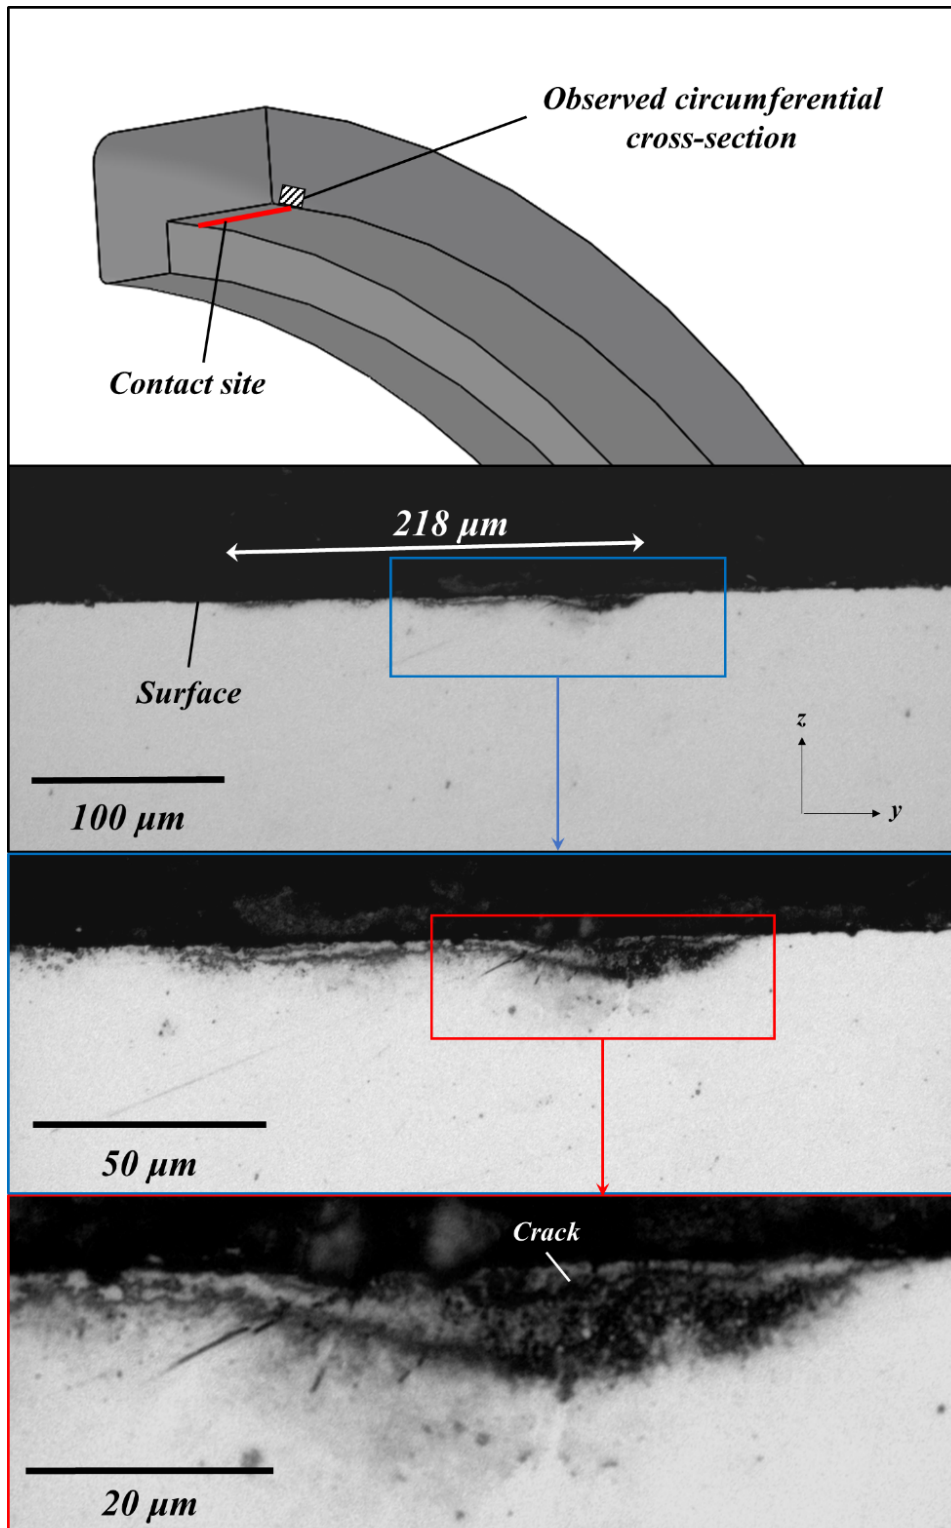 Observed circumferential
cross-section
Contact site
218 μm
Surface
z
y
100 μm
50 μm
Crack
20 μm